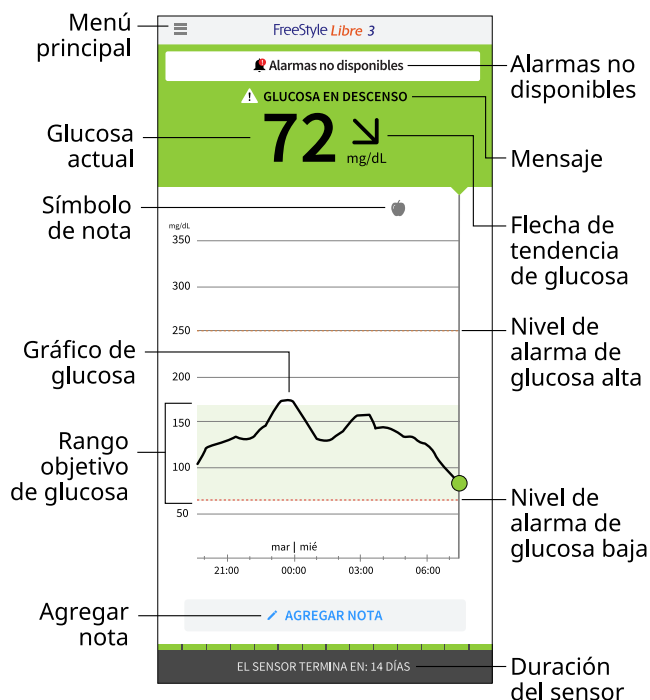 Menú
principal
FreeStyle Libre 3
Alarmas no disponibles
Alarmas no
disponibles
GLUCOSA EN DESCENSO
Glucosa
actual
72
mg/dL
Mensaje
Símbolo
de nota
Flecha de
tendencia
de glucosa
mg/dL
350
300
250
200
150
100
50
Nivel de
alarma de
glucosa alta
Gráfico de
glucosa
Rango
objetivo
de glucosa
Nivel de
alarma de
glucosa baja
mar | mié
21:00 00:00 03:00 06:00
Agregar
nota
AGREGAR NOTA
EL SENSOR TERMINA EN: 14 DÍAS
Duración
del sensor